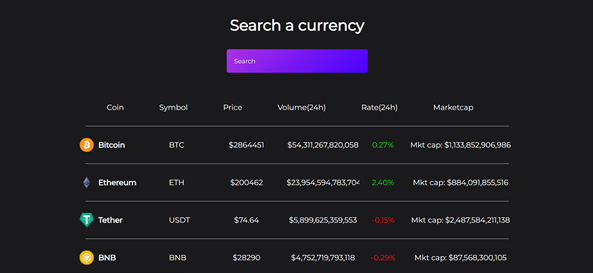 Search a currency
Search
Coin Symbol Price Volume(24h) Rate(24h) Marketcap
Bitcoin BTC $2864451 $54,311,267,820,058 0.27% Mkt cap: $1,133,852,906,986
Ethereum ETH $200462 $23,954,594,783,704 2.40% Mkt cap: $884,091,855,516
Tether USDT $74.64 $5,899,625,359,553 -0.15% Mkt cap: $2,487,584,211,138
BNB BNB $28290 $4,752,719,793,118 -0.29% Mkt cap: $87,568,300,105